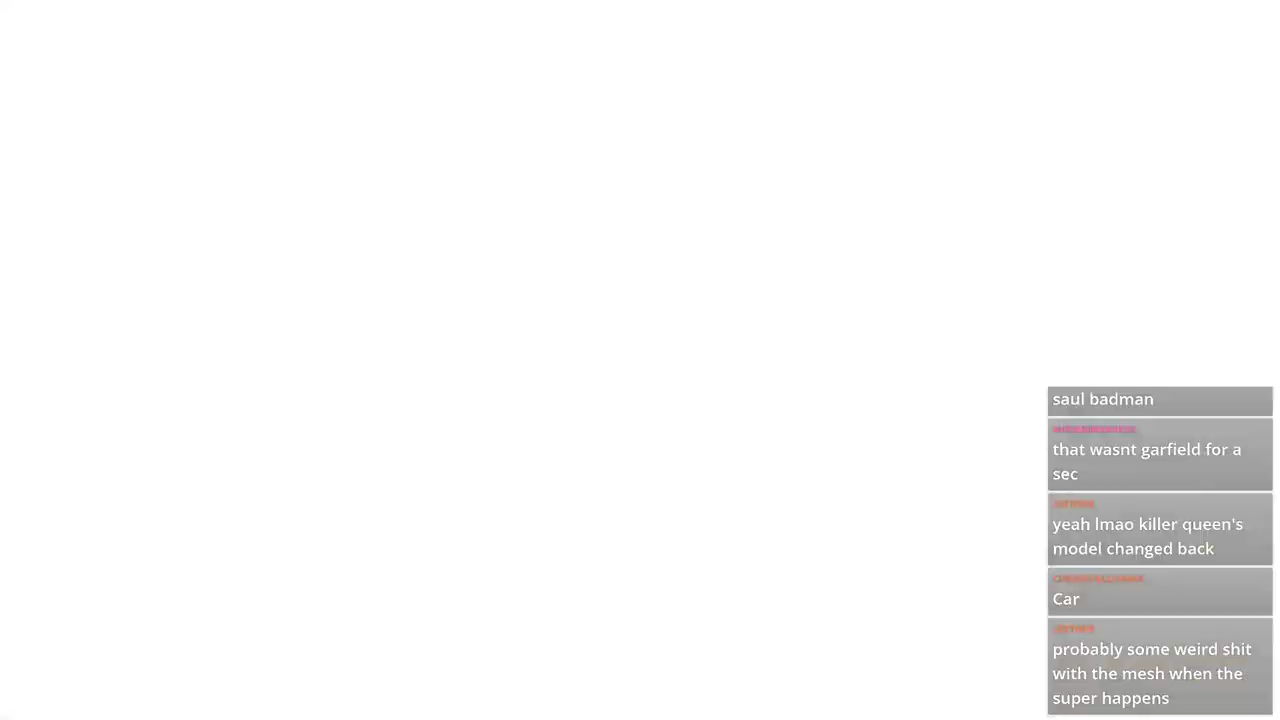 saul badman
that wasnt garfield for a
sec
yeah lmao killer queen's
model changed back
Car
probably some weird shit
with the mesh when the
super happens